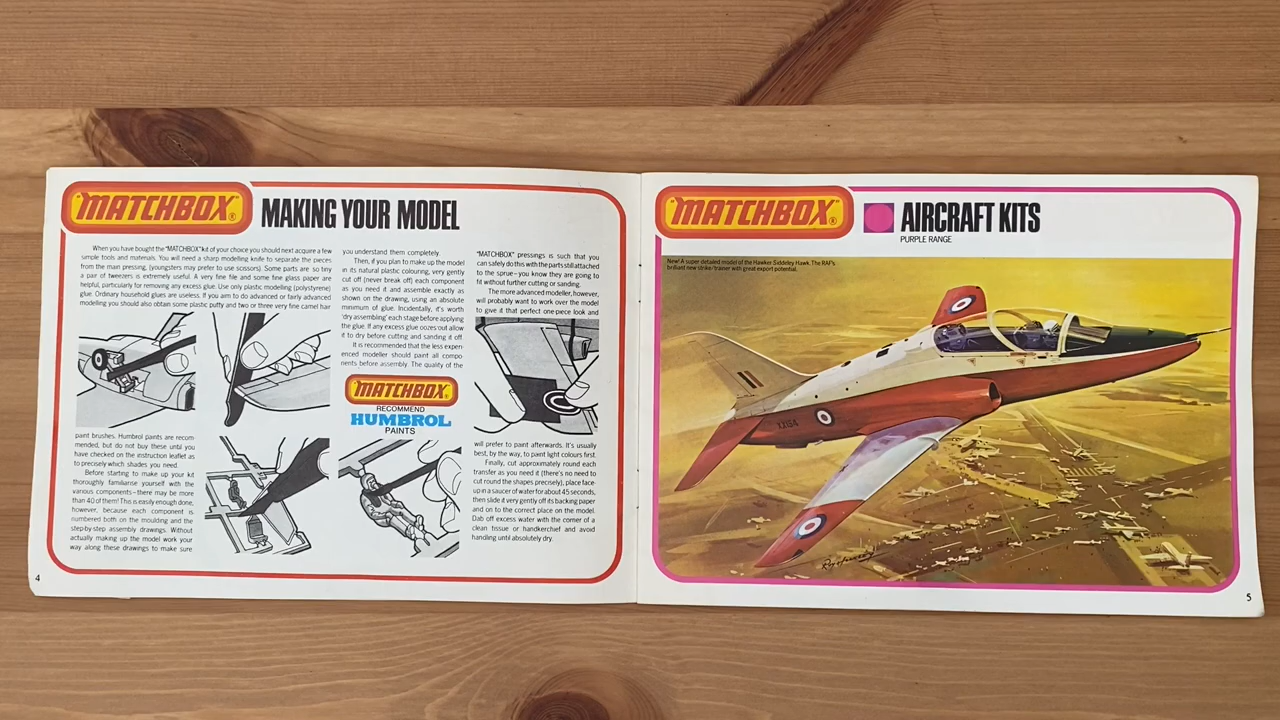 "MATCHBOX"®
MAKING YOUR MODEL
When you have bought the "MATCHBOX" kit of your choice you should next acquire a few
simple tools and materials. You will need a sharp modelling knife to separate the pieces
from the main pressing, (youngsters may prefer to use scissors). Some parts are so tiny
a pair of tweezers is extremely useful. A very fine file and some fine glass paper are
helpful, particularly for removing any excess glue. Use only plastic modelling (polystyrene)
glue. Ordinary household glues are useless. If you aim to do advanced or fairly advanced
modelling you should also obtain some plastic putty and two or three very fine camel hair
paint brushes. Humbrol paints are recom-
mended, but do not buy these until you
have checked on the instruction leaflet as
to precisely which shades you need.
Before starting to make up your kit
thoroughly familiarise yourself with the
various components–there may be more
than 40 of them! This is easily enough done,
however, because each component is
numbered both on the moulding and the
step-by-step assembly drawings. Without
actually making up the model work your
way along these drawings to make sure
you understand them completely.
Then, if you plan to make up the model
in its natural plastic colouring, very gently
cut off (never break off) each component
as you need it and assemble exactly as
shown on the drawing, using an absolute
minimum of glue. Incidentally, it's worth
'dry assembling' each stage before applying
the glue. If any excess glue oozes out allow
it to dry before cutting and sanding it off.
It is recommended that the less experi-
enced modeller should paint all compo-
nents before assembly. The quality of the
"MATCHBOX"®
RECOMMEND
HUMBROL
PAINTS
"MATCHBOX" pressings is such that you
can safely do this with the parts still attached
to the sprue–you know they are going to
fit without further cutting or sanding.
The more advanced modeller, however,
will probably want to work over the model
to give it that perfect one-piece look and
will prefer to paint afterwards. It's usually
best, by the way, to paint light colours first.
Finally, cut approximately round each
transfer as you need it (there's no need to
cut round the shapes precisely), place face-
up in a saucer of water for about 45 seconds,
then slide it very gently off its backing paper
and on to the correct place on the model.
Dab off excess water with the corner of a
clean tissue or handkerchief and avoid
handling until absolutely dry.
4
"MATCHBOX"®
AIRCRAFT KITS
PURPLE RANGE
New! A super detailed model of the Hawker Siddeley Hawk. The RAF's
brilliant new strike/trainer with great export potential.
XX154
5